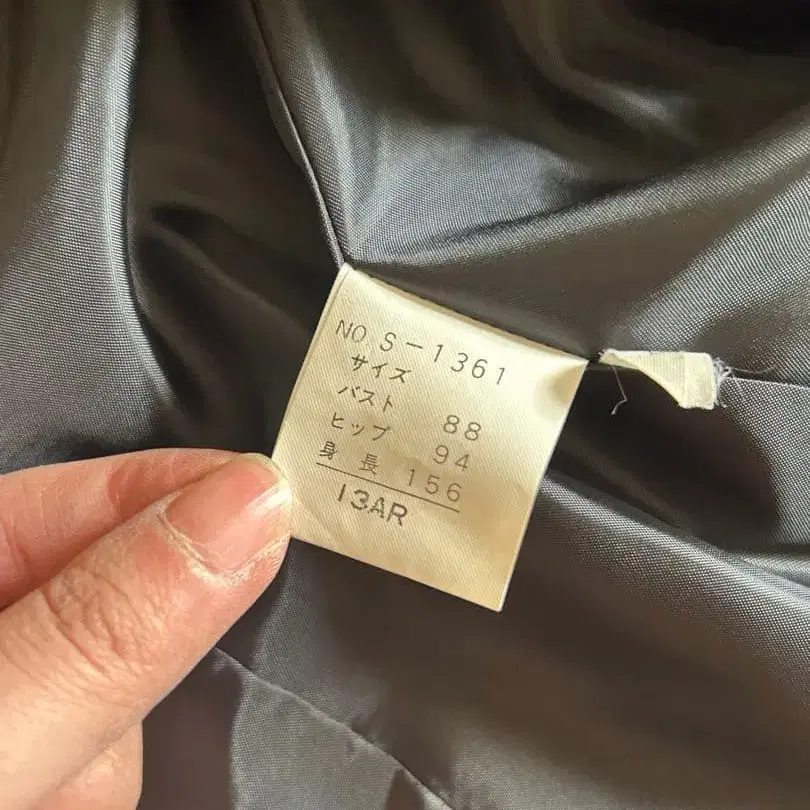 NO. S-1361
サイズ
バスト 88
ヒップ 94
身長 156
13AR